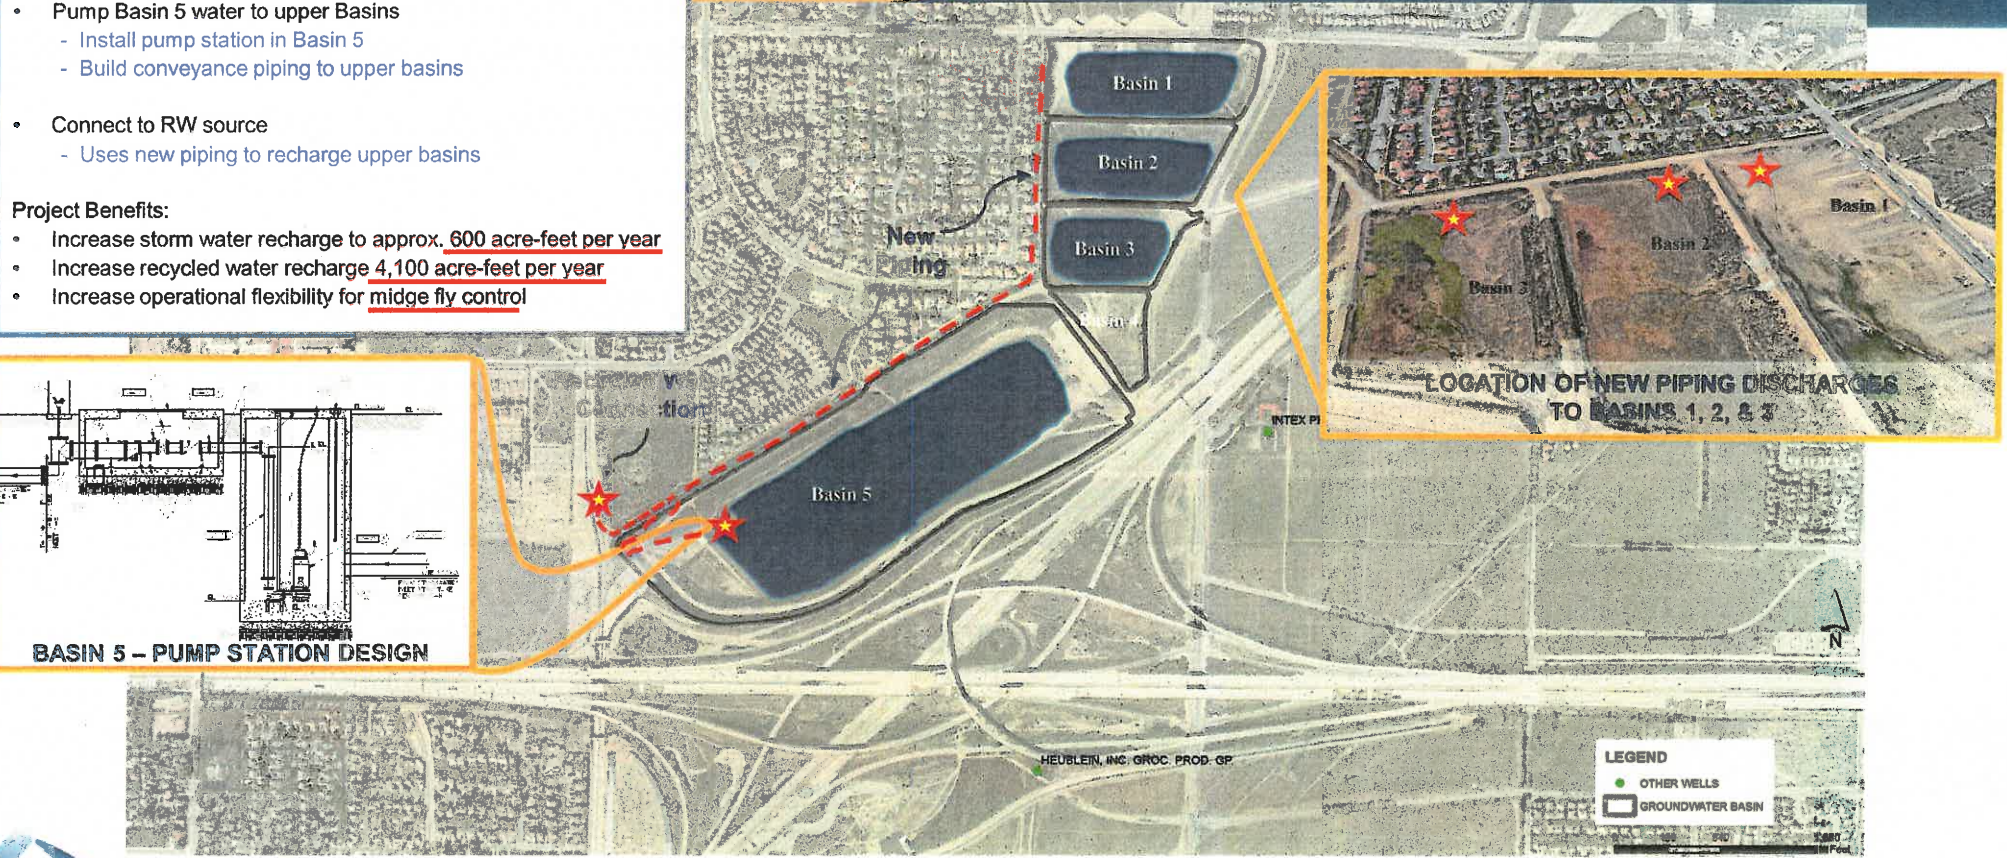 • Pump Basin 5 water to upper Basins
- Install pump station in Basin 5
- Build conveyance piping to upper basins
• Connect to RW source
- Uses new piping to recharge upper basins
Project Benefits:
• Increase storm water recharge to approx. 600 acre-feet per year
• Increase recycled water recharge 4,100 acre-feet per year
• Increase operational flexibility for midge fly control
Basin 1
Basin 2
Basin 3
New
Piping
Basin 5
Basin 1
Basin 2
Basin 3
LOCATION OF NEW PIPING DISCHARGES
TO BASINS 1, 2, & 3
INTEX
BASIN 5 – PUMP STATION DESIGN
N
HEUBLEIN, INC. GROC. PROD. GP.
LEGEND
OTHER WELLS
GROUNDWATER BASIN